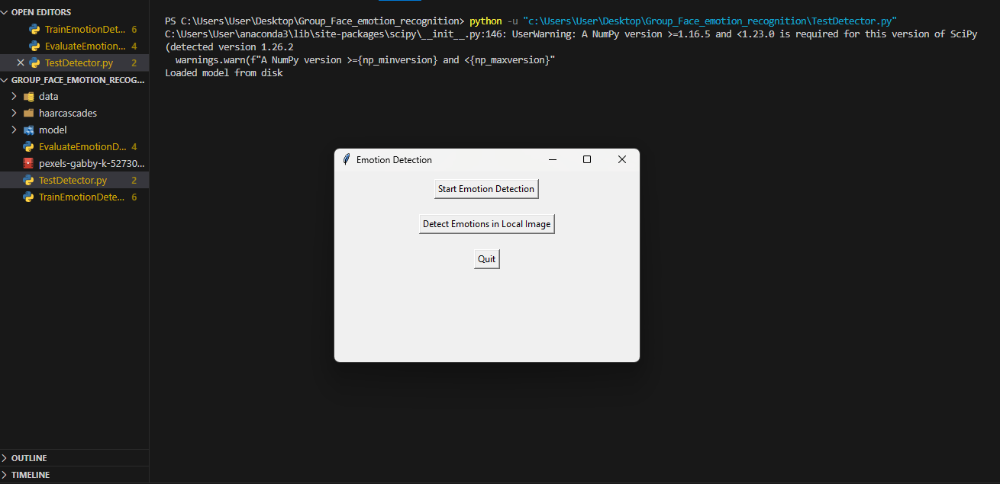 OPEN EDITORS
TrainEmotionDet... 6
EvaluateEmotion... 4
TestDetector.py 2
GROUP_FACE_EMOTION_RECOG...
data
haarcascades
model
EvaluateEmotionD... 4
pexels-gabby-k-52730...
TestDetector.py 2
TrainEmotionDete... 6
OUTLINE
TIMELINE
PS C:\Users\User\Desktop\Group_Face_emotion_recognition> python -u "c:\Users\User\Desktop\Group_Face_emotion_recognition\TestDetector.py"
C:\Users\User\anaconda3\lib\site-packages\scipy\__init__.py:146: UserWarning: A NumPy version >=1.16.5 and <1.23.0 is required for this version of SciPy
(detected version 1.26.2
warnings.warn(f"A NumPy version >={np_minversion} and <{np_maxversion}"
Loaded model from disk
Emotion Detection
Start Emotion Detection
Detect Emotions in Local Image
Quit